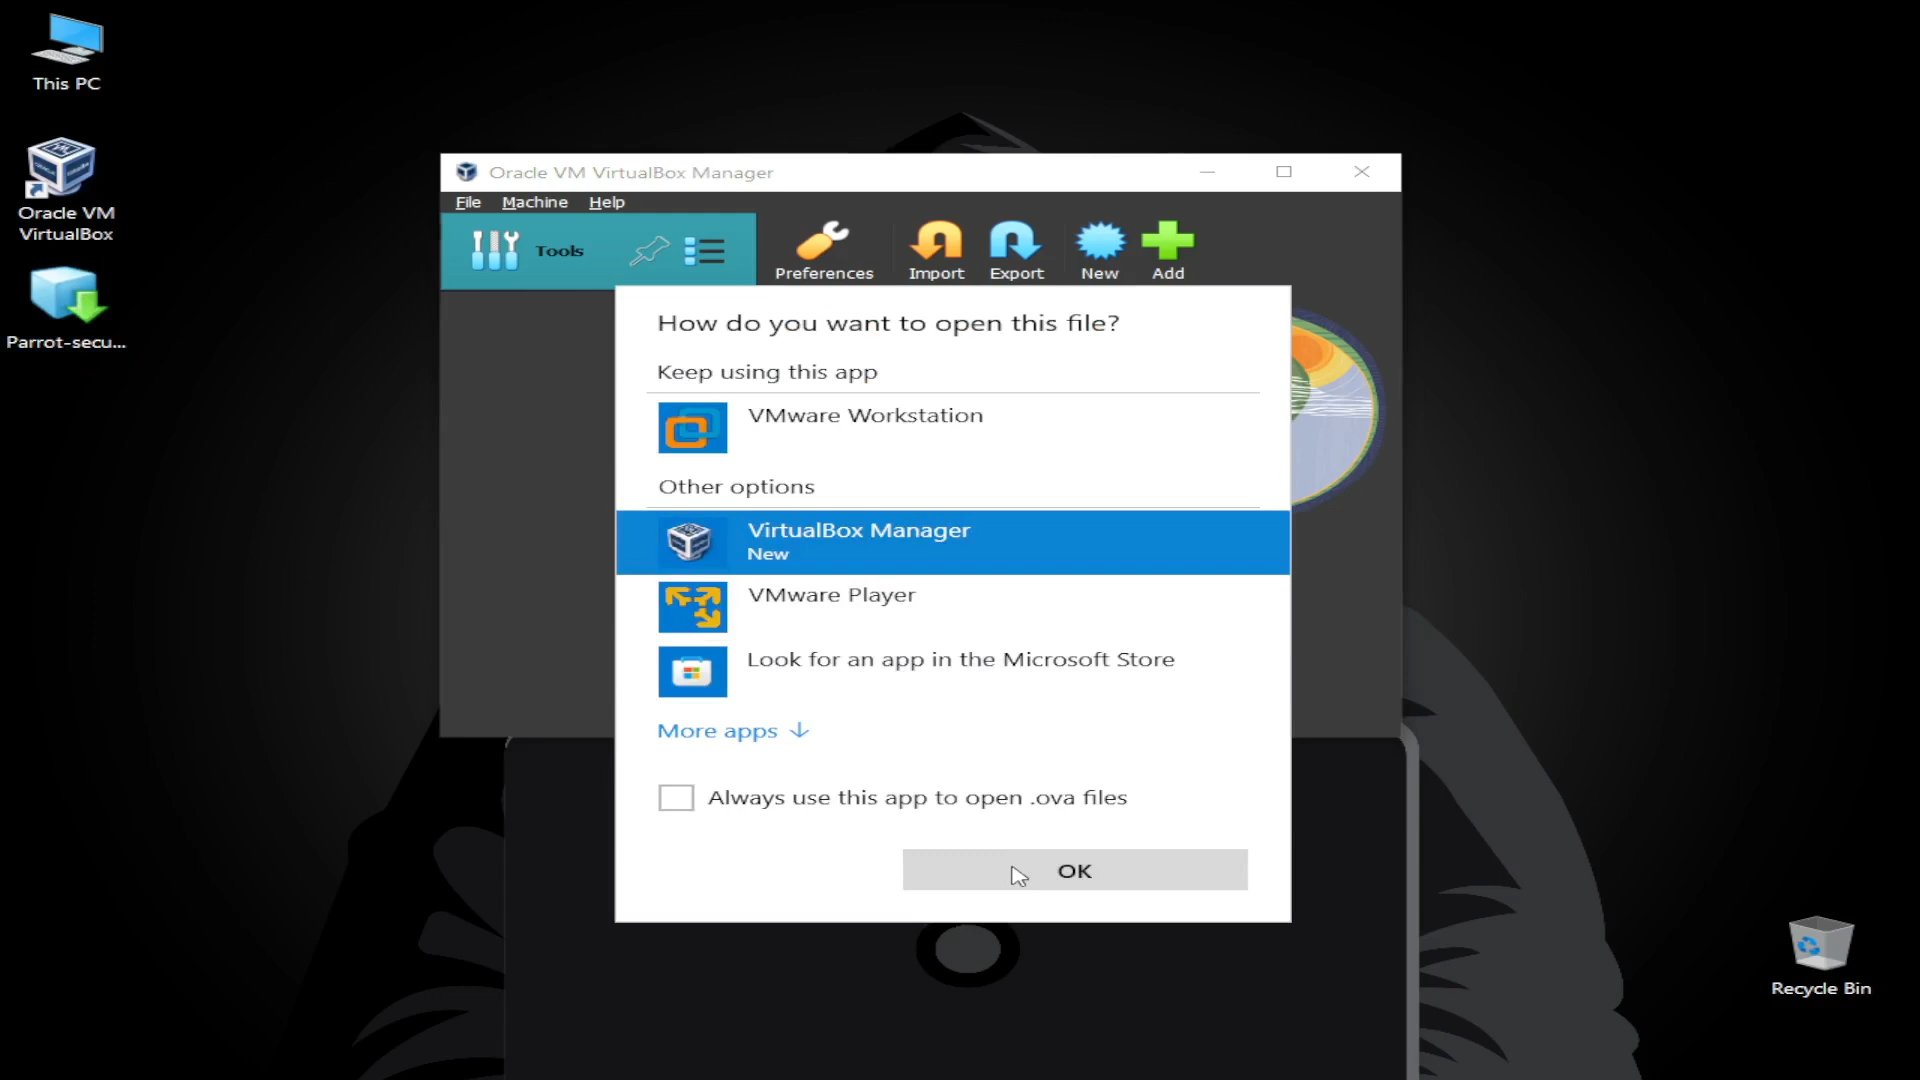 This PC
Oracle VM
VirtualBox
Parrot-secu...
Oracle VM VirtualBox Manager
File Machine Help
Tools
Preferences
Import
Export
New
Add
How do you want to open this file?
Keep using this app
VMware Workstation
Other options
VirtualBox Manager
New
VMware Player
Look for an app in the Microsoft Store
More apps
Always use this app to open .ova files
OK
Recycle Bin